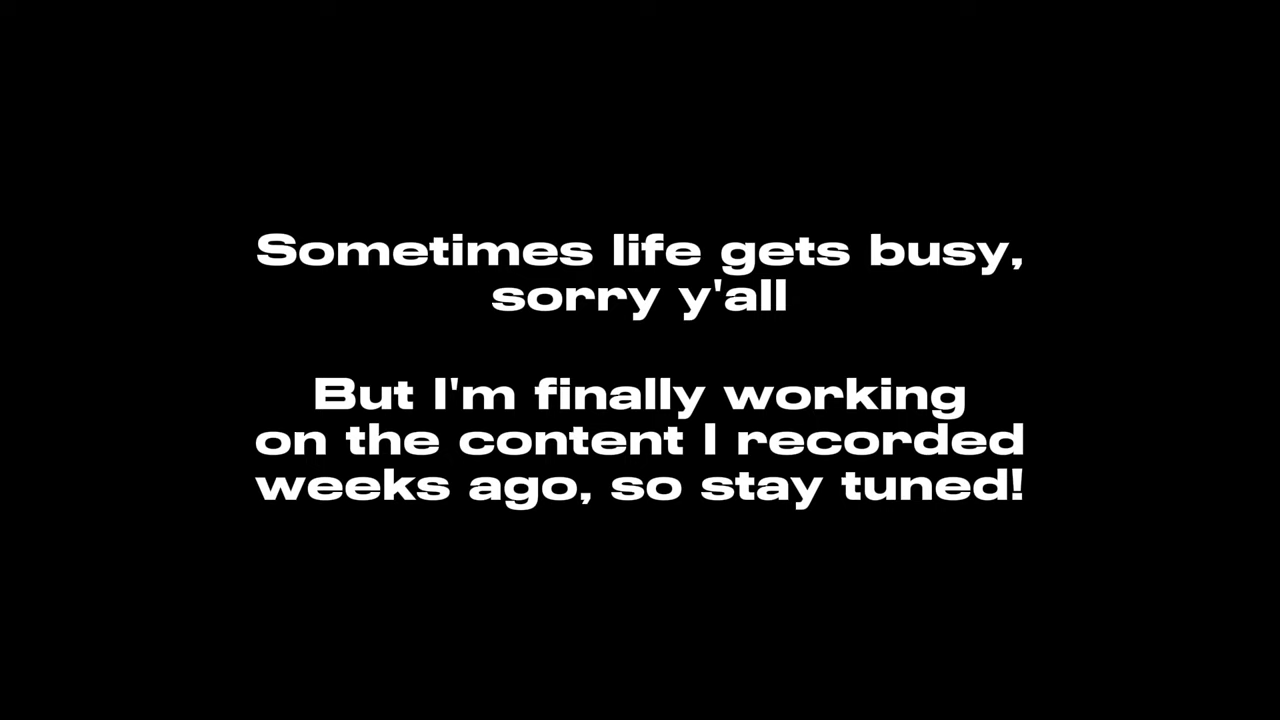 Sometimes life gets busy,
sorry y'all
But I'm finally working
on the content I recorded
weeks ago, so stay tuned!